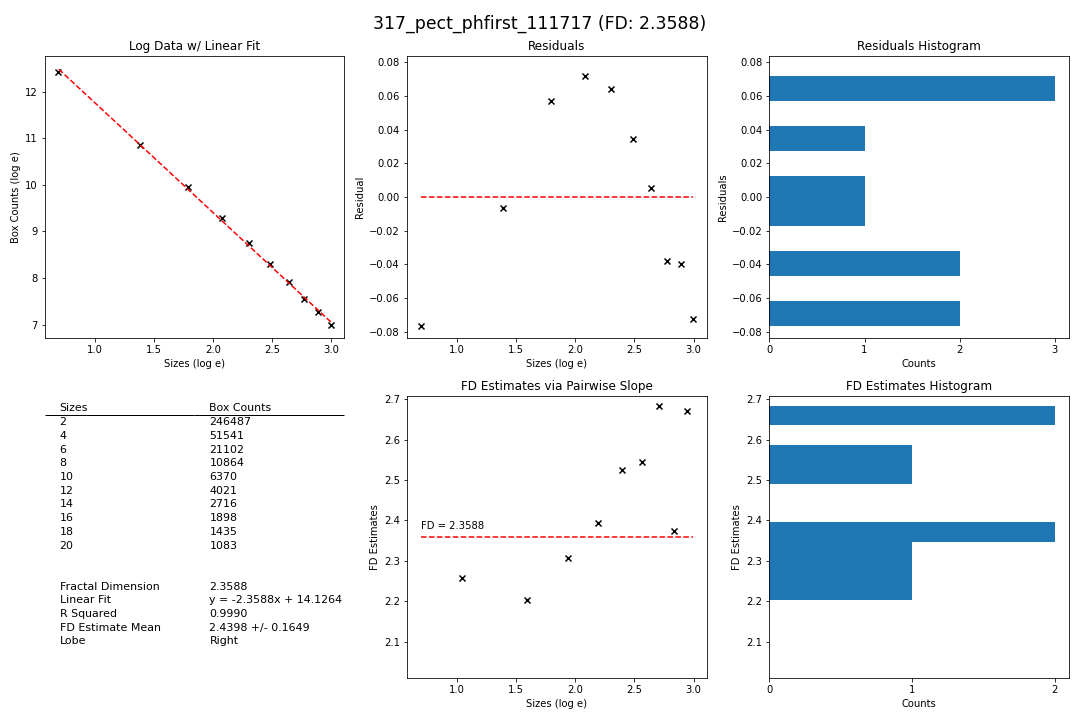 317_pect_phfirst_111717 (FD: 2.3588)
Log Data w/ Linear Fit
Box Counts (log e)
12
11
10
9
8
7
1.0 1.5 2.0 2.5 3.0
Sizes (log e)
Residuals
Residual
0.08
0.06
0.04
0.02
0.00
−0.02
−0.04
−0.06
−0.08
1.0 1.5 2.0 2.5 3.0
Sizes (log e)
Residuals Histogram
Residuals
0.08
0.06
0.04
0.02
0.00
−0.02
−0.04
−0.06
−0.08
0 1 2 3
Counts
Sizes Box Counts
2 246487
4 51541
6 21102
8 10864
10 6370
12 4021
14 2716
16 1898
18 1435
20 1083
Fractal Dimension 2.3588
Linear Fit y = -2.3588x + 14.1264
R Squared 0.9990
FD Estimate Mean 2.4398 +/- 0.1649
Lobe Right
FD Estimates via Pairwise Slope
FD Estimates
2.7
2.6
2.5
2.4
2.3
2.2
2.1
FD = 2.3588
1.0 1.5 2.0 2.5 3.0
Sizes (log e)
FD Estimates Histogram
FD Estimates
2.7
2.6
2.5
2.4
2.3
2.2
2.1
0 1 2
Counts